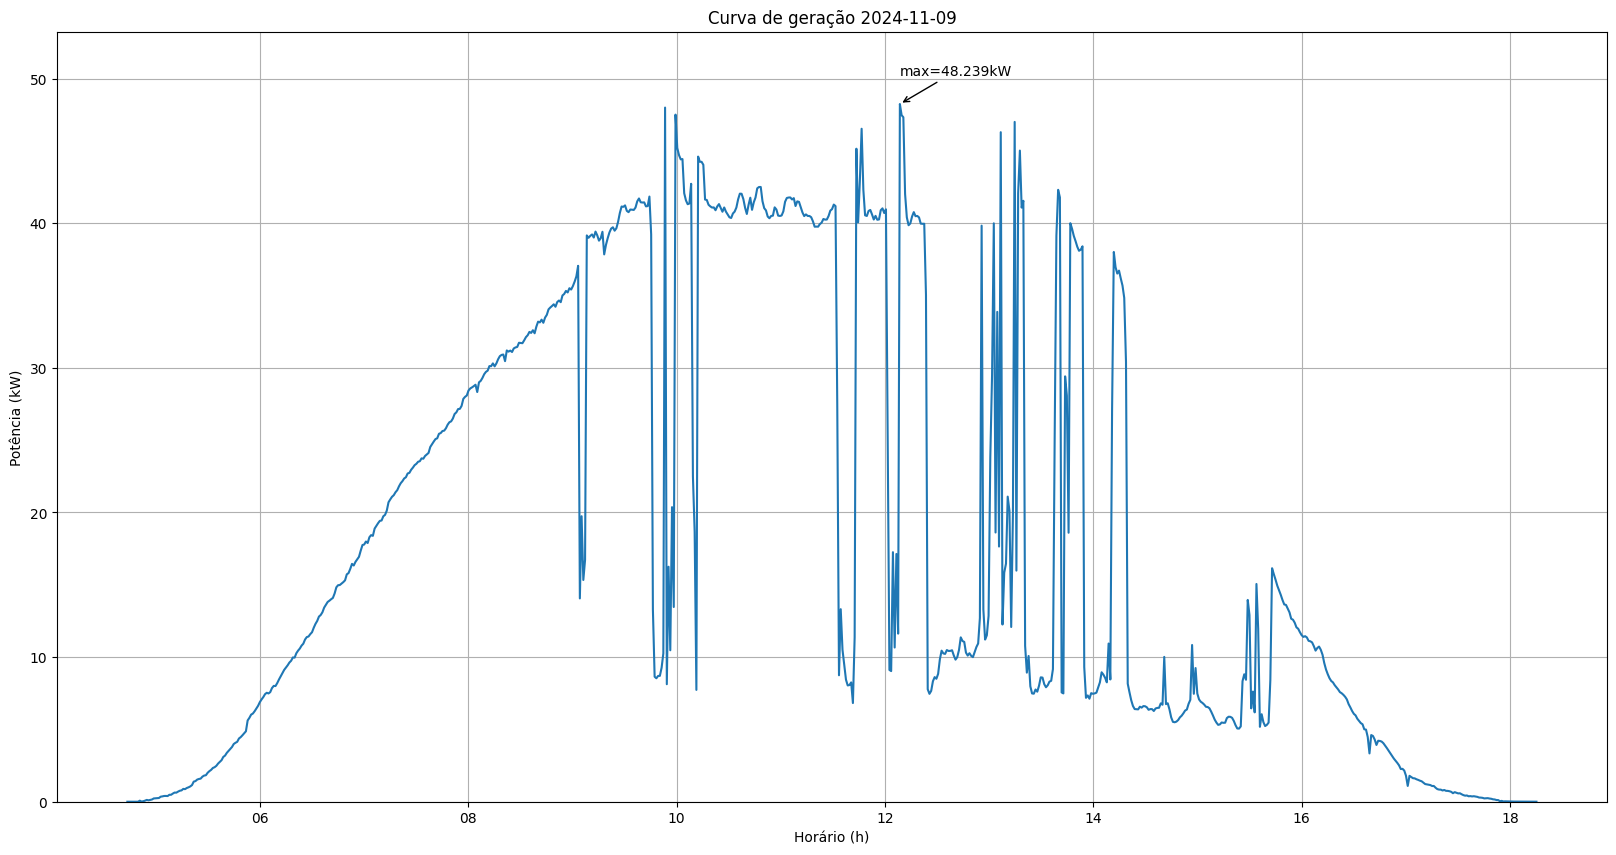 Curva de geração 2024-11-09
max=48.239kW
Potência (kW)
50
40
30
20
10
0
06 08 10 12 14 16 18
Horário (h)